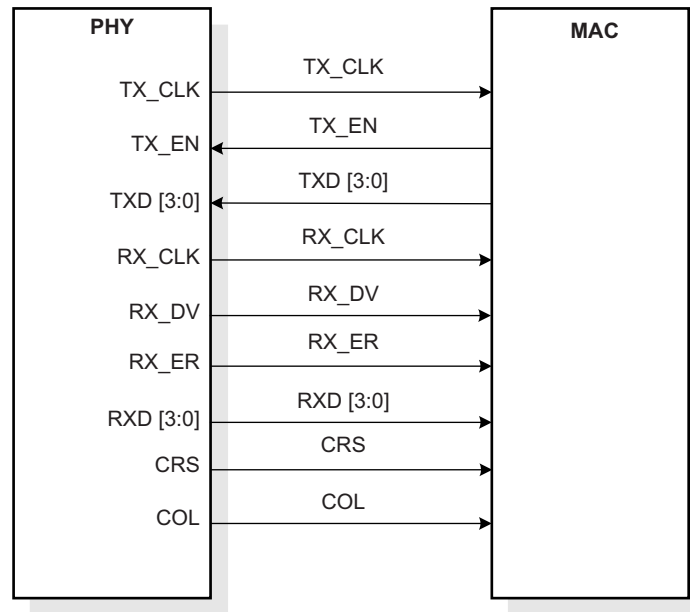 PHY
MAC
TX_CLK
TX_CLK
TX_EN
TX_EN
TXD [3:0]
TXD [3:0]
RX_CLK
RX_CLK
RX_DV
RX_DV
RX_ER
RX_ER
RXD [3:0]
RXD [3:0]
CRS
CRS
COL
COL